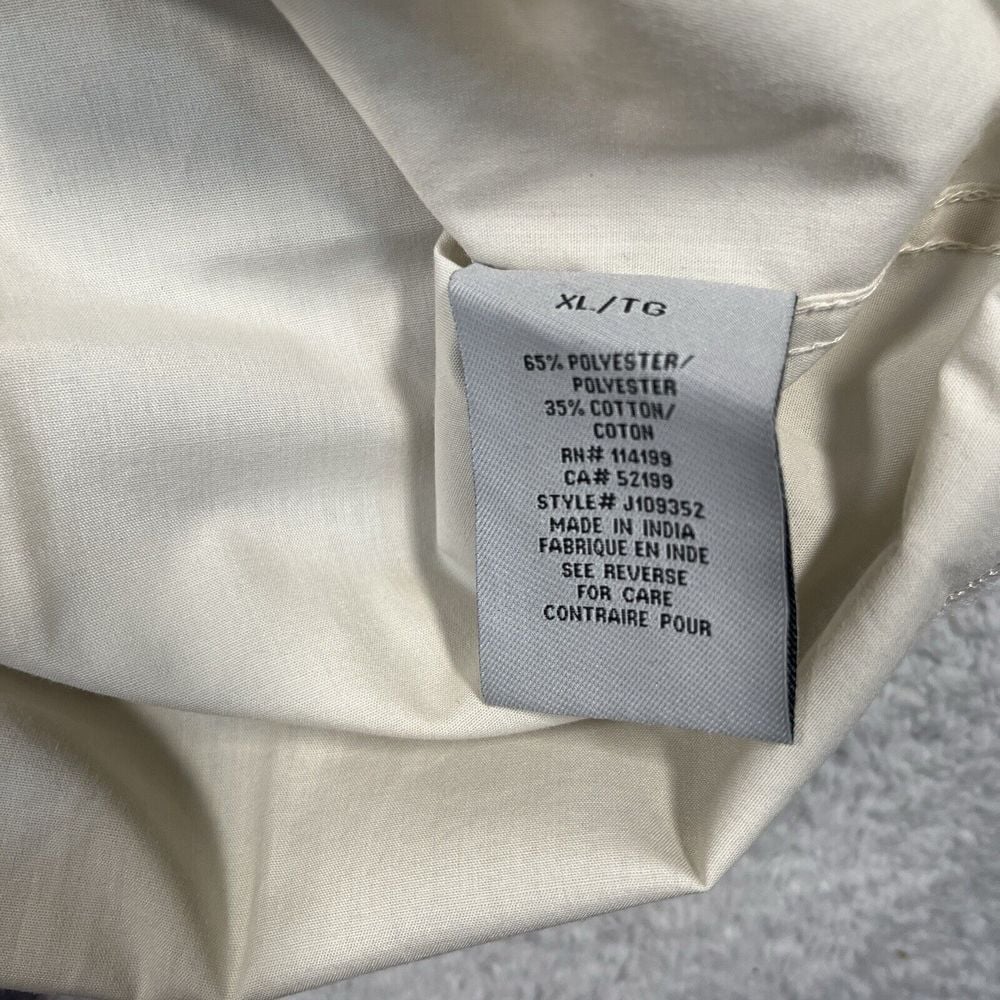 XL/TG
65% POLYESTER/
POLYESTER
35% COTTON/
COTON
RN# 114199
CA# 52199
STYLE# J109352
MADE IN INDIA
FABRIQUE EN INDE
SEE REVERSE
FOR CARE
CONTRAIRE POUR